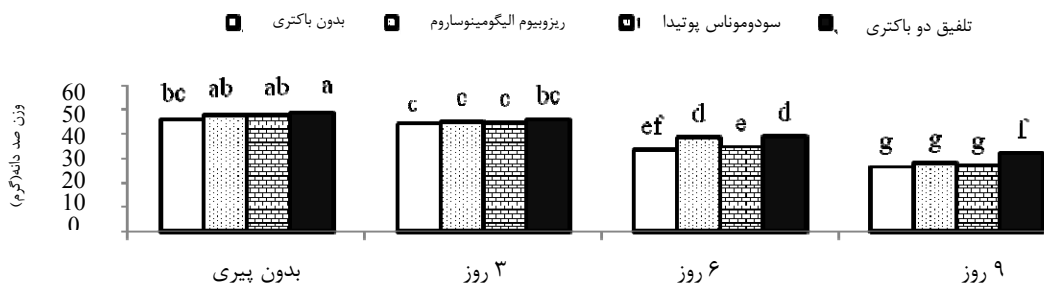 بدون باکتری ریزوبیوم الیگومینوساروم سودوموناس پوتیدا تلفیق دو باکتری
وزن صد دانه(گرم)
60
50
40
30
20
10
0
bc ab ab a
c c c bc
ef d e d
g g g f
بدون پیری ۳ روز ۶ روز ۹ روز